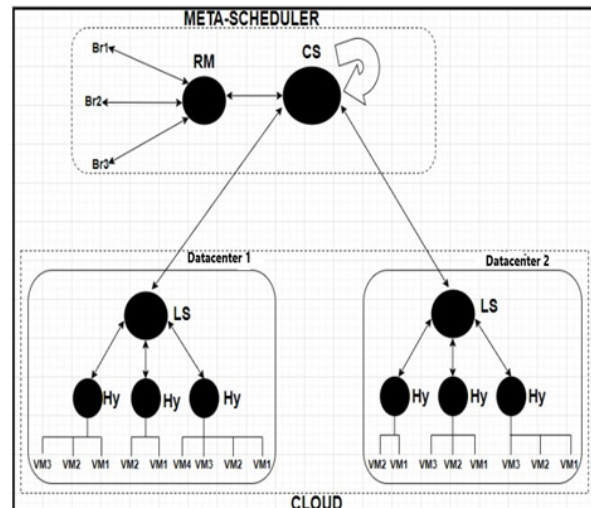 META-SCHEDULER
Br1
RM
CS
Br2
Br3
Datacenter 1
Datacenter 2
LS
LS
Hy
Hy
Hy
Hy
Hy
Hy
VM3 VM2 VM1 VM2 VM1 VM4 VM3 VM2 VM1
VM2 VM1 VM3 VM2 VM1 VM3 VM2 VM1
CLOUD